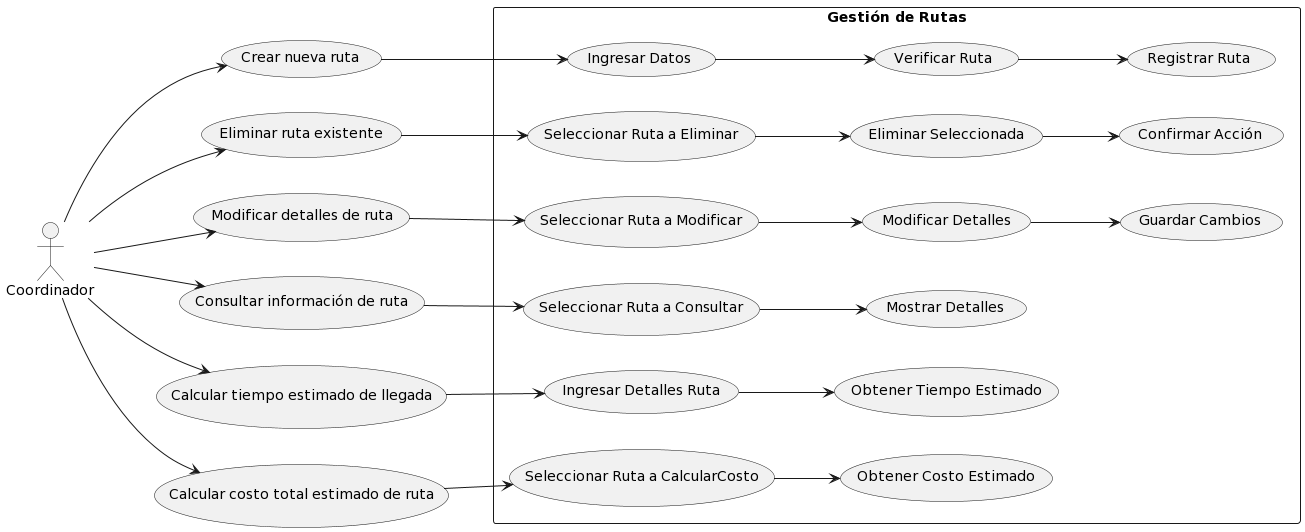 Gestión de Rutas
Crear nueva ruta
Ingresar Datos
Verificar Ruta
Registrar Ruta
Eliminar ruta existente
Seleccionar Ruta a Eliminar
Eliminar Seleccionada
Confirmar Acción
Modificar detalles de ruta
Seleccionar Ruta a Modificar
Modificar Detalles
Guardar Cambios
Coordinador
Consultar información de ruta
Seleccionar Ruta a Consultar
Mostrar Detalles
Calcular tiempo estimado de llegada
Ingresar Detalles Ruta
Obtener Tiempo Estimado
Calcular costo total estimado de ruta
Seleccionar Ruta a CalcularCosto
Obtener Costo Estimado